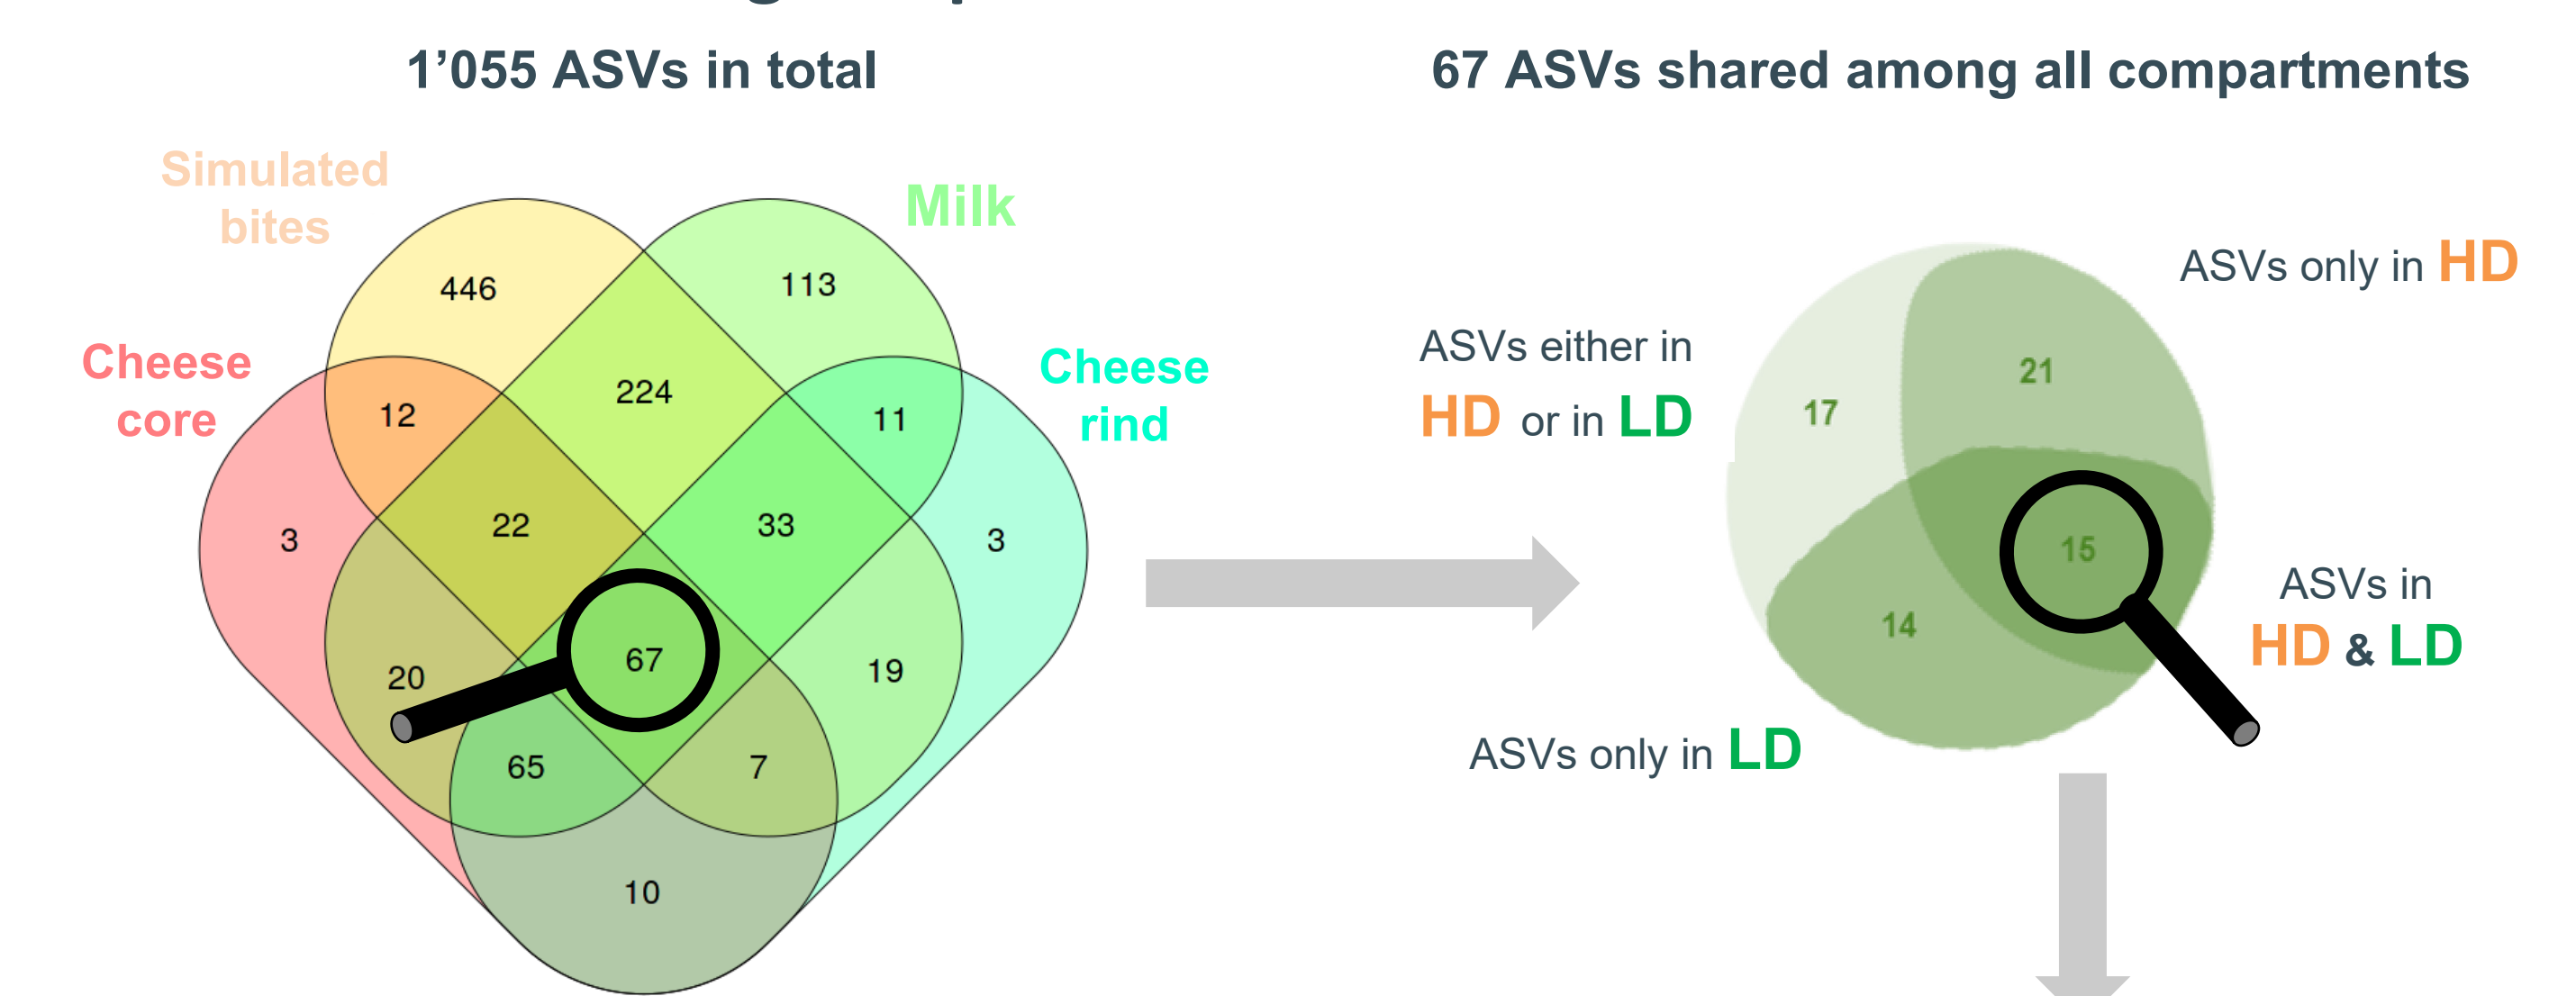 1’055 ASVs in total
67 ASVs shared among all compartments
Simulated
bites
Milk
Cheese
core
Cheese
rind
446
113
12
224
11
3
22
33
3
20
67
19
65
7
10
ASVs only in HD
ASVs either in
HD or in LD
21
17
15
14
ASVs in
HD & LD
ASVs only in LD